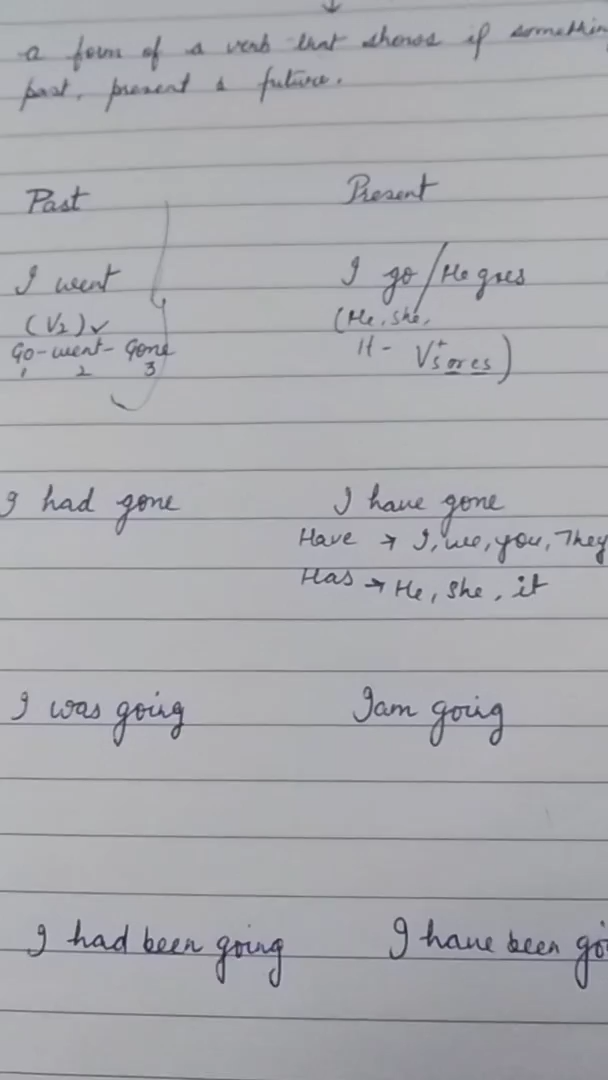 a form of a verb that shows if somethin
past, present & future.
Past Present
I went I go/He goes
(V2) ✓ (He, she,
Go-went-Gone It - V+s or es)
1 2 3
I had gone I have gone
Have → I, we, you, They
Has → He, she, it
I was going I am going
I had been going I have been goi